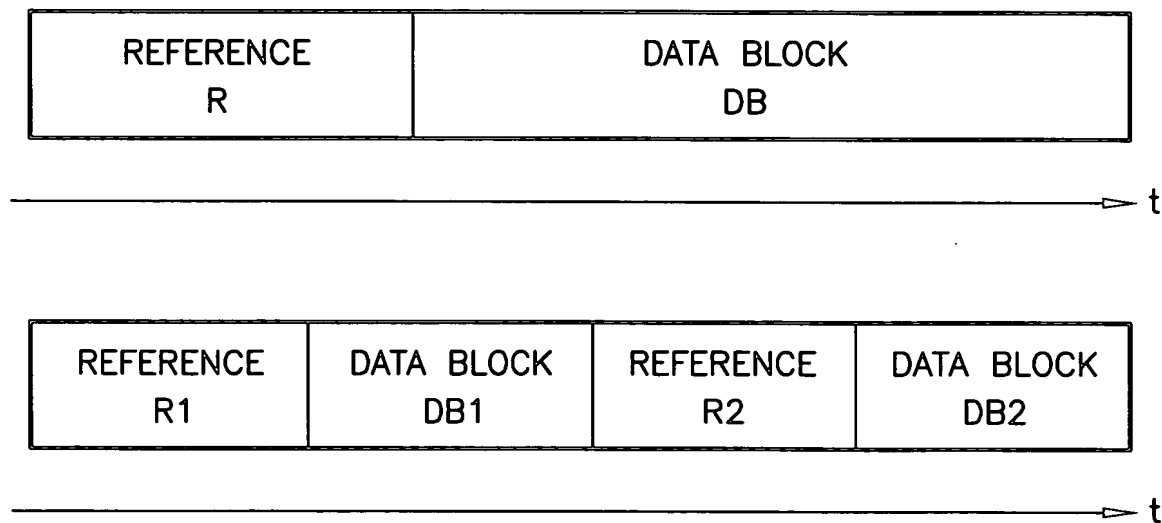 REFERENCE DATA BLOCK
R DB
t
REFERENCE DATA BLOCK REFERENCE DATA BLOCK
R1 DB1 R2 DB2
t